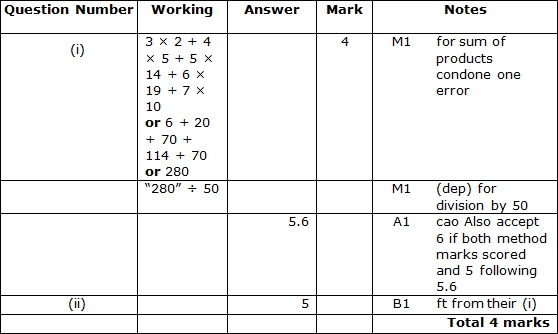 Question Number Working Answer Mark Notes
(i) 3 × 2 + 4 4 M1 for sum of
× 5 + 5 × products
14 + 6 × condone one
19 + 7 × error
10
or 6 + 20
+ 70 +
114 + 70
or 280
“280” ÷ 50 M1 (dep) for
division by 50
5.6 A1 cao Also accept
6 if both method
marks scored
and 5 following
5.6
(ii) 5 B1 ft from their (i)
Total 4 marks